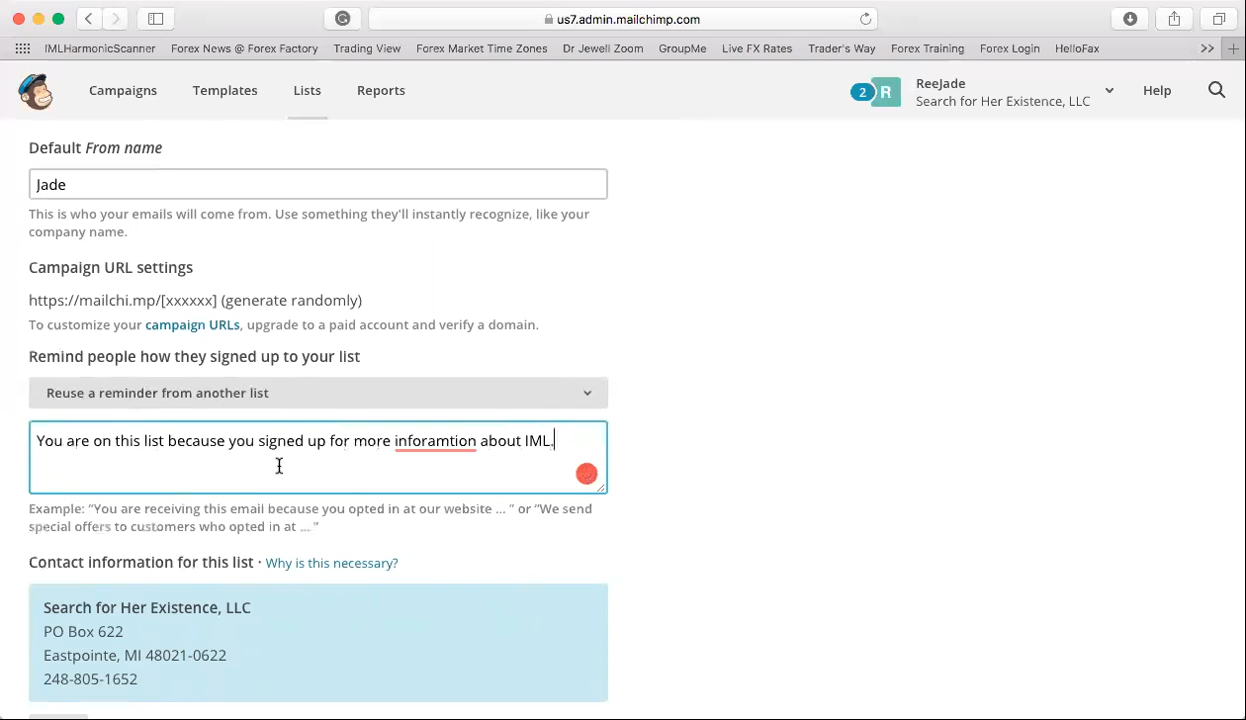 us7.admin.mailchimp.com
IMLHarmonicScanner Forex News @ Forex Factory Trading View Forex Market Time Zones Dr Jewell Zoom GroupMe Live FX Rates Trader's Way Forex Training Forex Login HelloFax >>
Campaigns Templates Lists Reports 2 R ReeJade Help
Search for Her Existence, LLC
Default From name
Jade
This is who your emails will come from. Use something they'll instantly recognize, like your
company name.
Campaign URL settings
https://mailchi.mp/[xxxxxx] (generate randomly)
To customize your campaign URLs, upgrade to a paid account and verify a domain.
Remind people how they signed up to your list
Reuse a reminder from another list
You are on this list because you signed up for more inforamtion about IML.
Example: “You are receiving this email because you opted in at our website ... ” or “We send
special offers to customers who opted in at ... ”
Contact information for this list · Why is this necessary?
Search for Her Existence, LLC
PO Box 622
Eastpointe, MI 48021-0622
248-805-1652